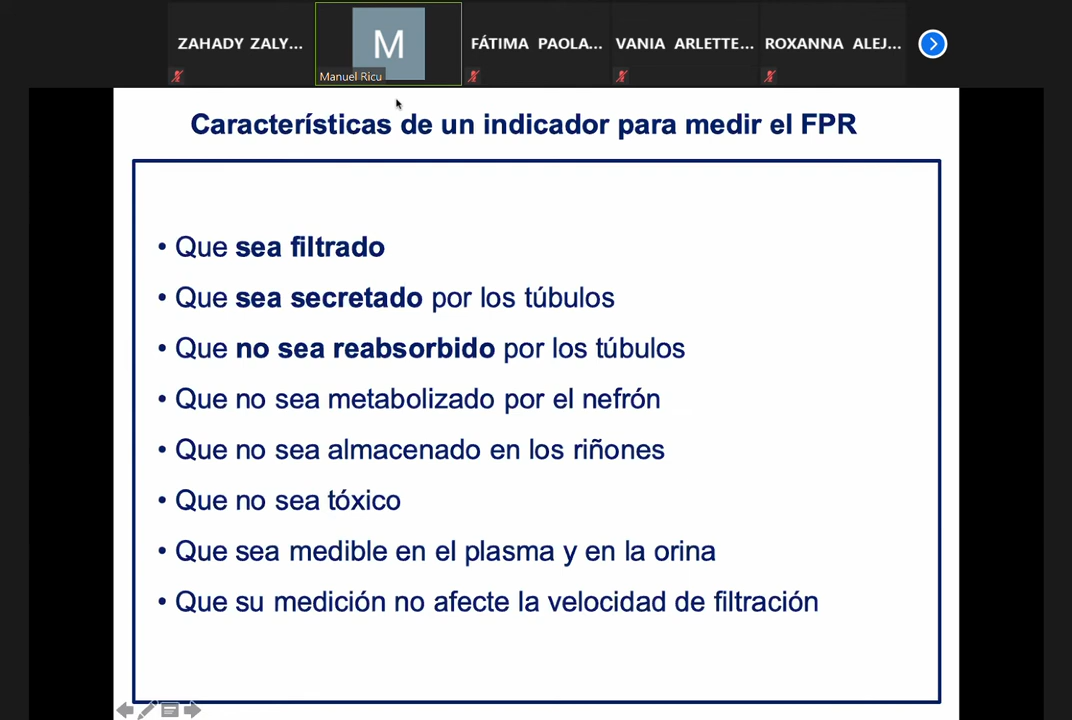 ZAHADY ZALY...
M
Manuel Ricu
FÁTIMA PAOLA...
VANIA ARLETTE...
ROXANNA ALEJ...
Características de un indicador para medir el FPR
• Que sea filtrado
• Que sea secretado por los túbulos
• Que no sea reabsorbido por los túbulos
• Que no sea metabolizado por el nefrón
• Que no sea almacenado en los riñones
• Que no sea tóxico
• Que sea medible en el plasma y en la orina
• Que su medición no afecte la velocidad de filtración